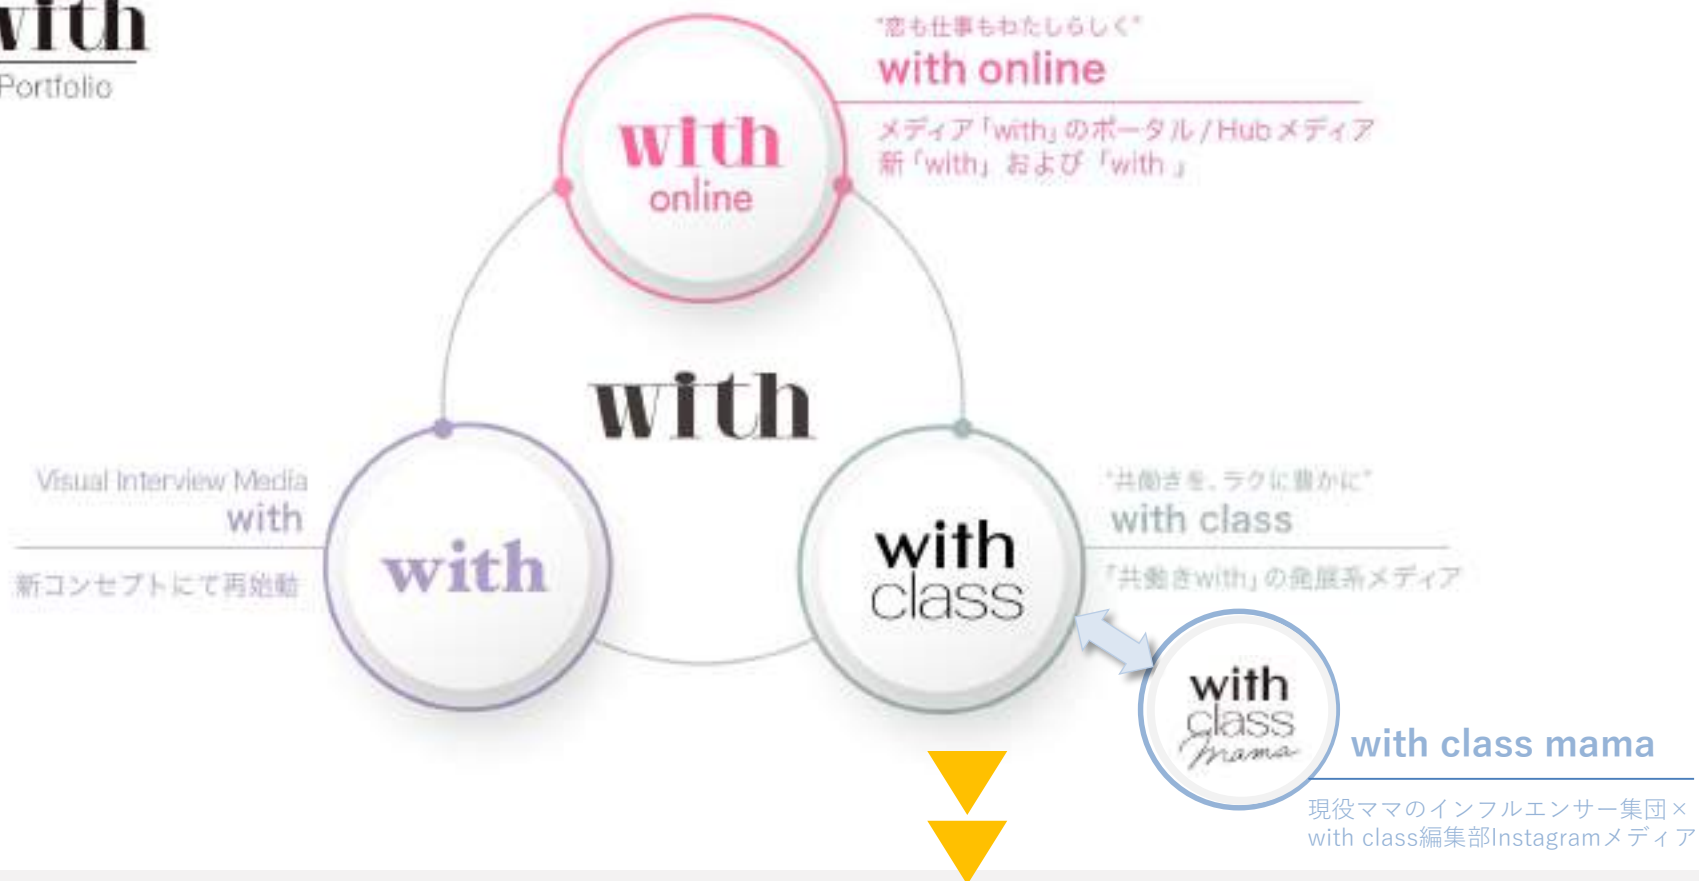 with
Portfolio
"恋も仕事もわたしらしく"
with online
メディア「with」のポータル / Hub メディア
新「with」および「with 」
with
online
with
Visual Interview Media
with
新コンセプトにて再始動
with
with
class
"共働きを、ラクに豊かに"
with class
「共働きwith」の発展系メディア
with
class
mama
with class mama
現役ママのインフルエンサー集団×
with class編集部Instagramメディア